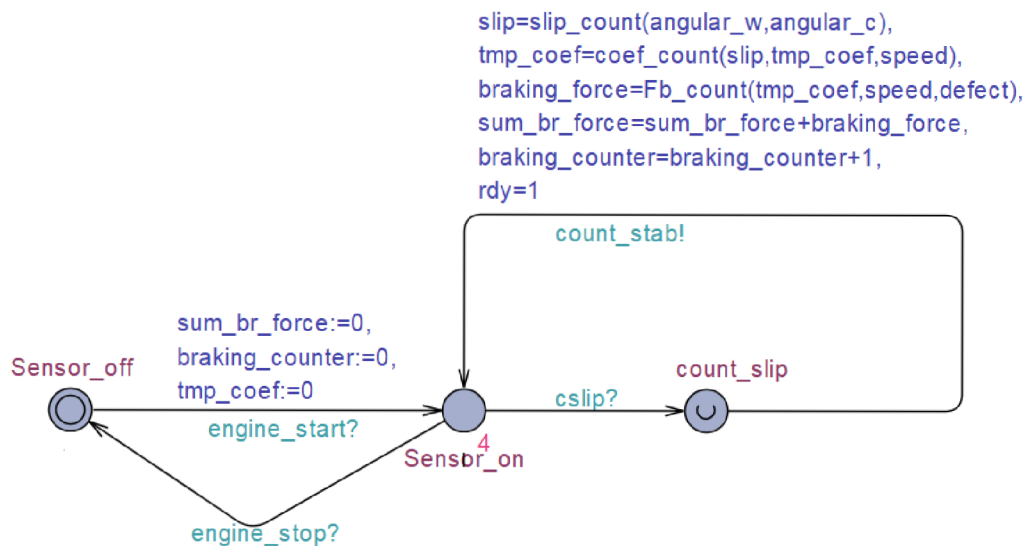 slip=slip_count(angular_w,angular_c),
tmp_coef=coef_count(slip,tmp_coef,speed),
braking_force=Fb_count(tmp_coef,speed,defect),
sum_br_force=sum_br_force+braking_force,
braking_counter=braking_counter+1,
rdy=1
count_stab!
sum_br_force:=0,
braking_counter:=0,
tmp_coef:=0
Sensor_off
count_slip
engine_start?
cslip?
4
Sensor_on
engine_stop?